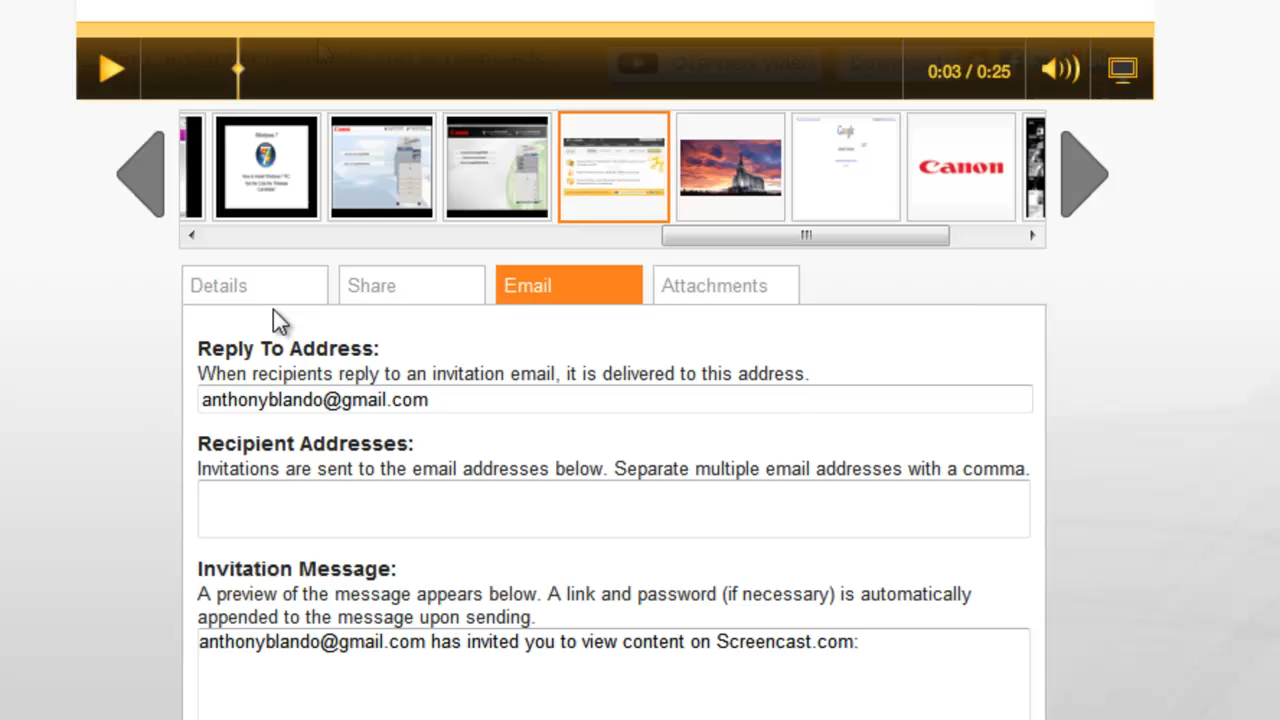 0:03 / 0:25
Windows 7
Canon
Google
Canon
Details
Share
Email
Attachments
Reply To Address:
When recipients reply to an invitation email, it is delivered to this address.
anthonyblando@gmail.com
Recipient Addresses:
Invitations are sent to the email addresses below. Separate multiple email addresses with a comma.
Invitation Message:
A preview of the message appears below. A link and password (if necessary) is automatically
appended to the message upon sending.
anthonyblando@gmail.com has invited you to view content on Screencast.com: